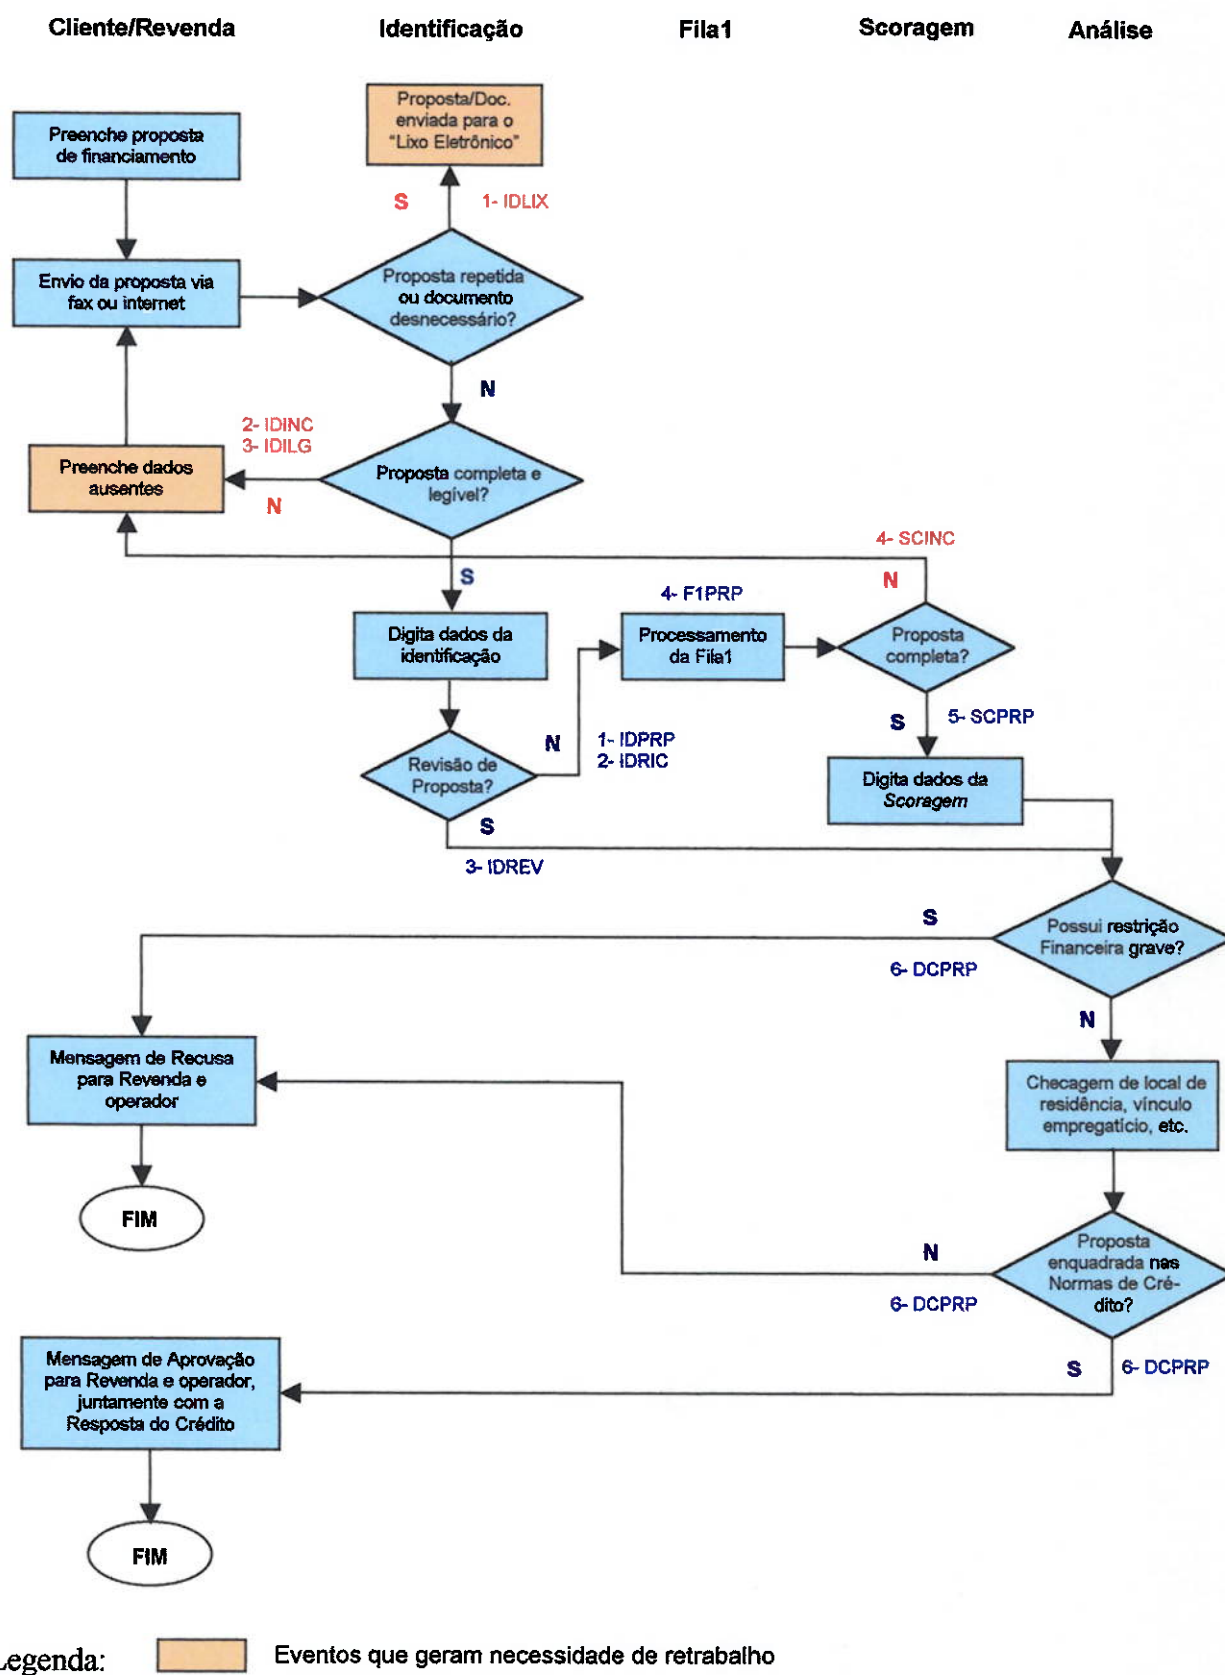 Cliente/Revenda
Identificação
Fila1
Scoragem
Análise
Preenche proposta
de financiamento
Proposta/Doc.
enviada para o
"Lixo Eletrônico"
S
1- IDLIX
Envio da proposta via
fax ou internet
Proposta repetida
ou documento
desnecessário?
N
2- IDINC
3- IDILG
Preenche dados
ausentes
N
Proposta completa e
legível?
4- SCINC
N
S
4- F1PRP
Digita dados da
identificação
Processamento
da Fila1
Proposta
completa?
S
5- SCPRP
N
1- IDPRP
2- IDRIC
Revisão de
Proposta?
Digita dados da
Scoragem
S
3- IDREV
Possui restrição
Financeira grave?
S
6- DCPRP
N
Mensagem de Recusa
para Revenda e
operador
Checagem de local de
residência, vínculo
empregatício, etc.
FIM
Proposta
enquadrada nas
Normas de Cré-
dito?
N
6- DCPRP
Mensagem de Aprovação
para Revenda e operador,
juntamente com a
Resposta do Crédito
S
6- DCPRP
FIM
Legenda:
Eventos que geram necessidade de retrabalho